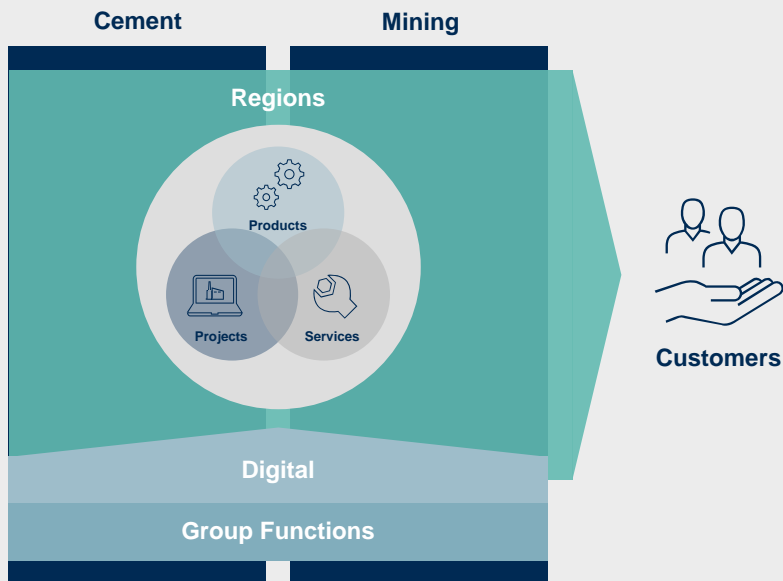 Cement
Mining
Regions
Products
Projects
Services
Customers
Digital
Group Functions